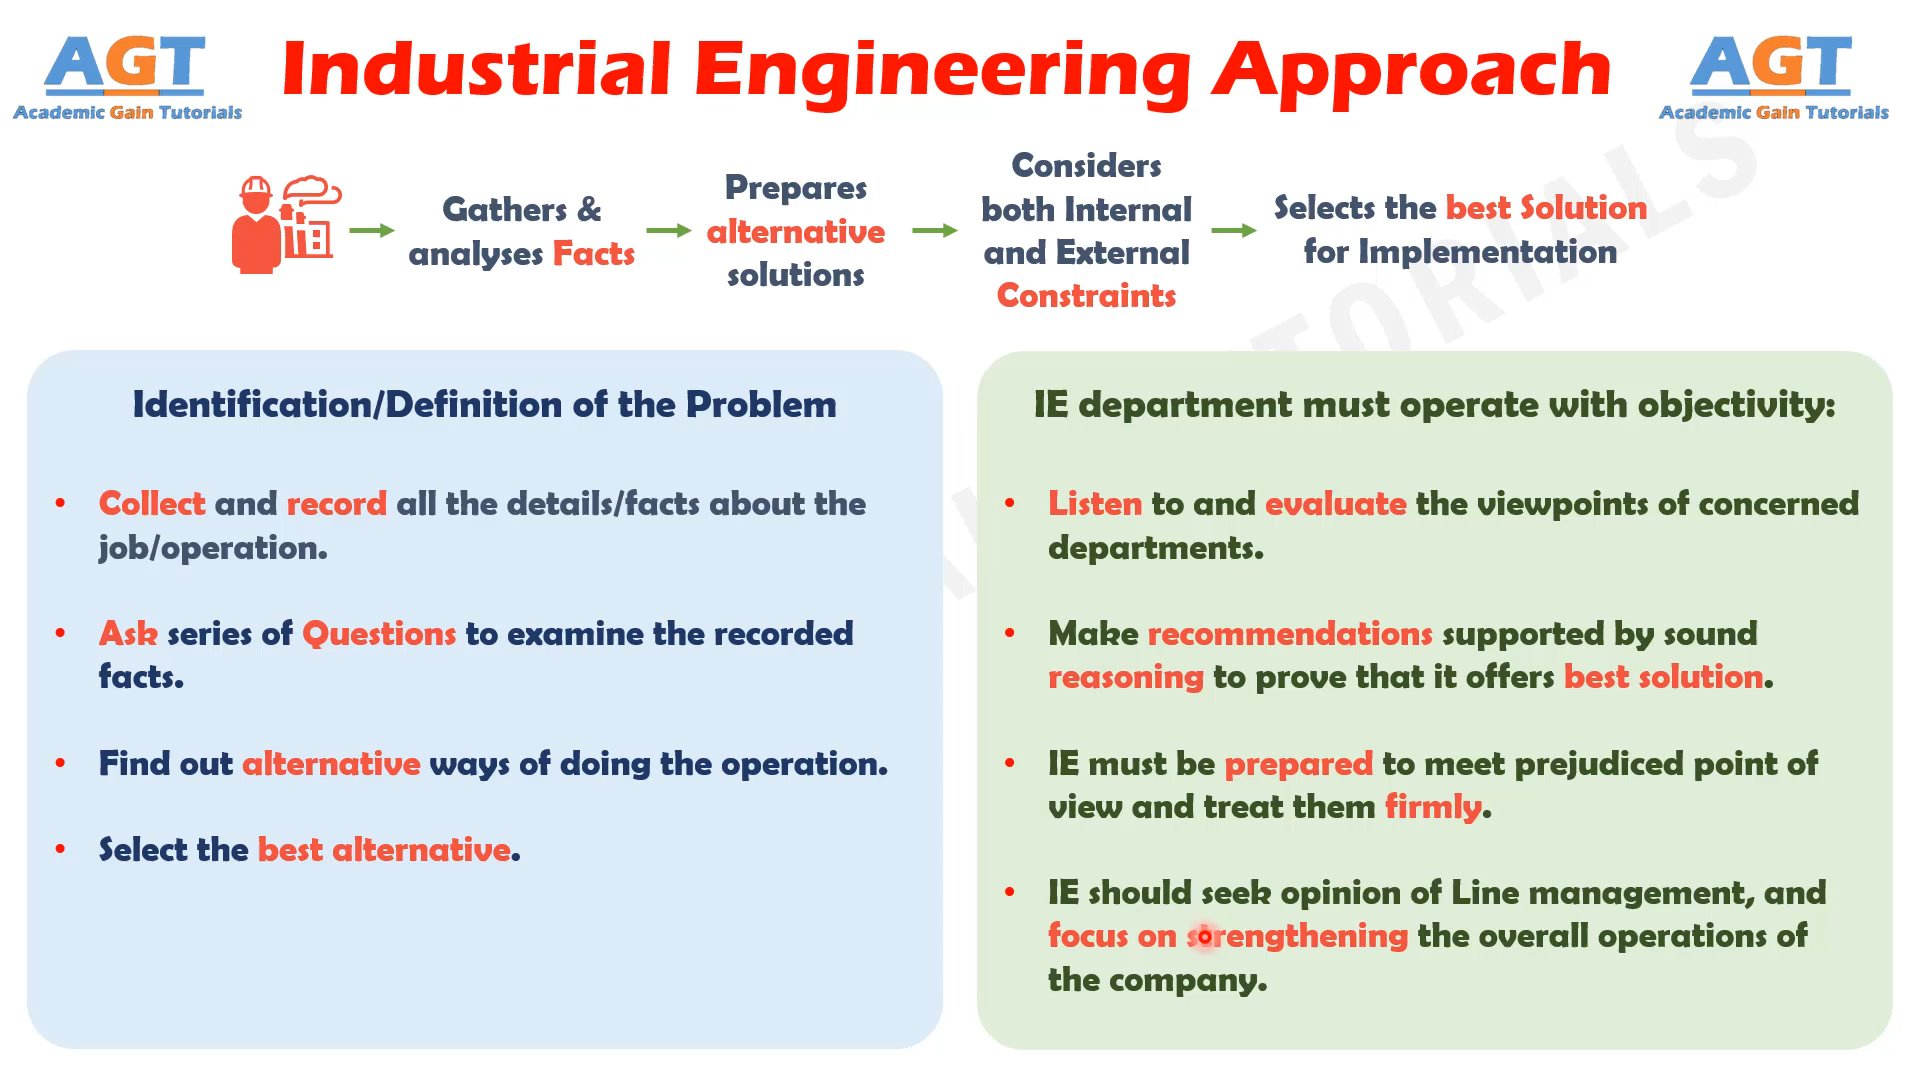 AGT
Academic Gain Tutorials
Industrial Engineering Approach
AGT
Academic Gain Tutorials
Gathers &
analyses Facts
Prepares
alternative
solutions
Considers
both Internal
and External
Constraints
Selects the best Solution
for Implementation
Identification/Definition of the Problem
• Collect and record all the details/facts about the
job/operation.
• Ask series of Questions to examine the recorded
facts.
• Find out alternative ways of doing the operation.
• Select the best alternative.
IE department must operate with objectivity:
• Listen to and evaluate the viewpoints of concerned
departments.
• Make recommendations supported by sound
reasoning to prove that it offers best solution.
• IE must be prepared to meet prejudiced point of
view and treat them firmly.
• IE should seek opinion of Line management, and
focus on strengthening the overall operations of
the company.